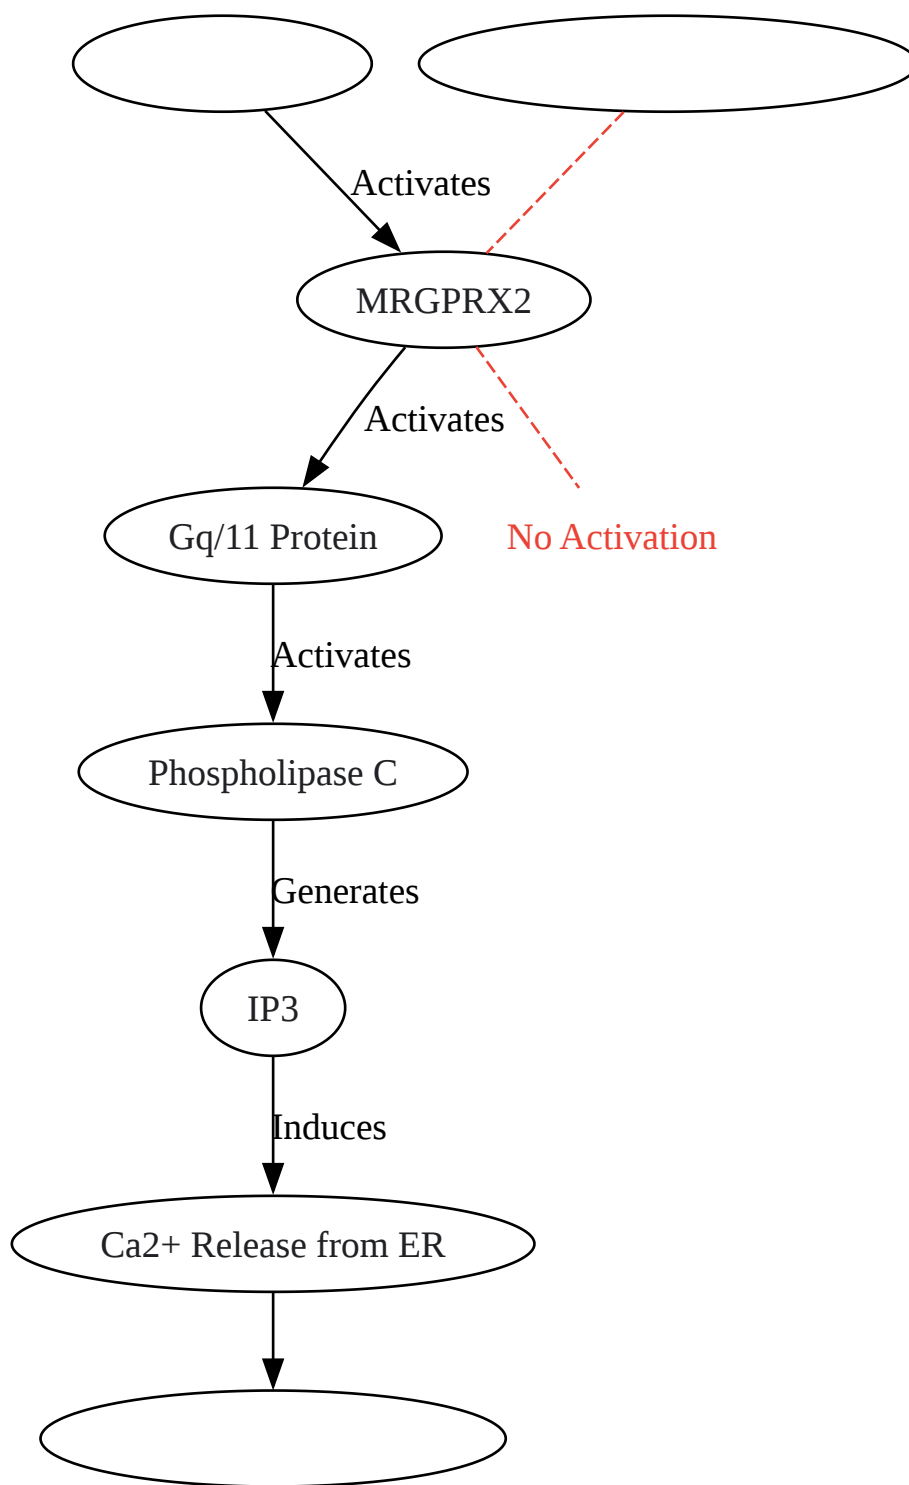 Activates
MRGPRX2
Activates
Gq/11 Protein
No Activation
Activates
Phospholipase C
Generates
IP3
Induces
Ca2+ Release from ER